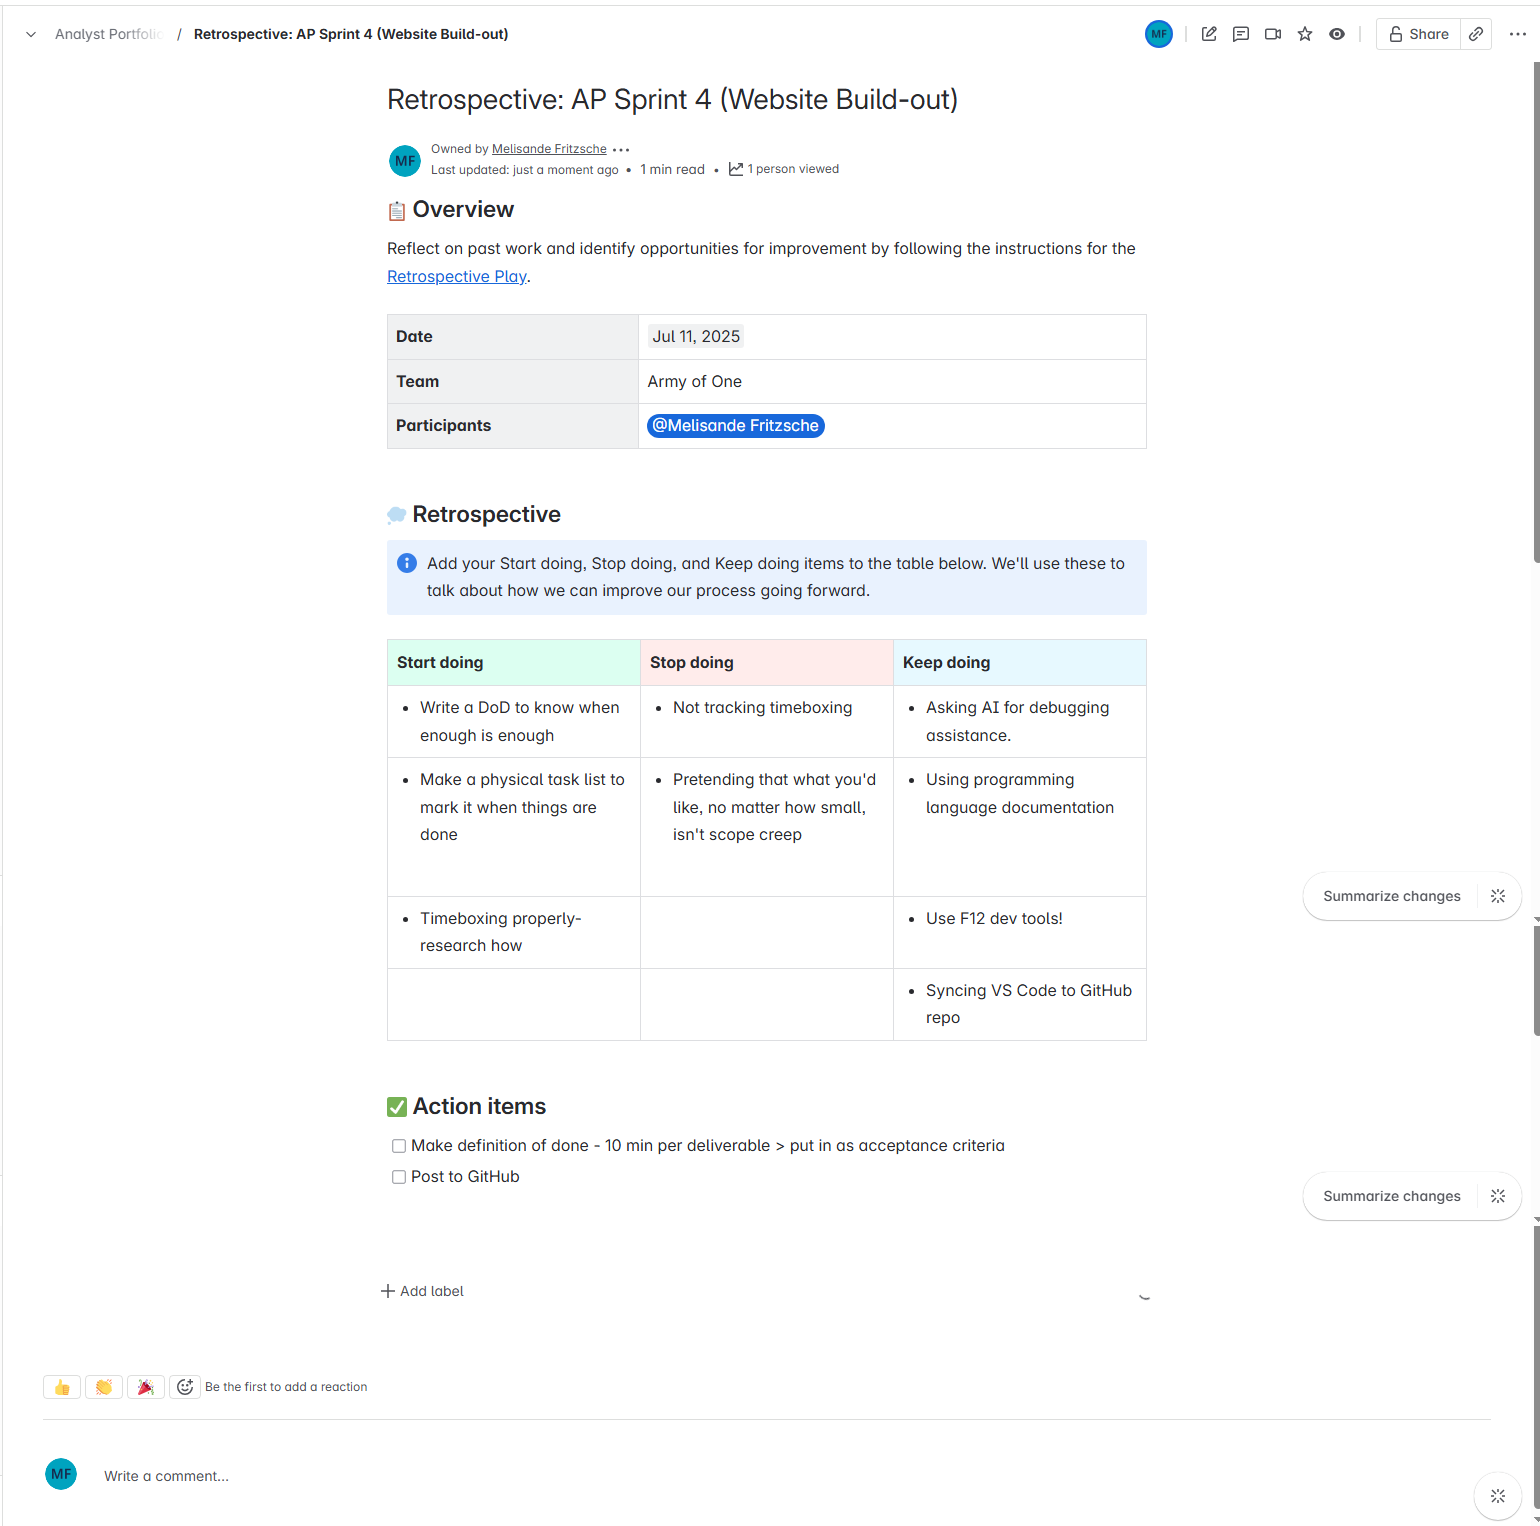 Analyst Portfolio / Retrospective: AP Sprint 4 (Website Build-out)
MF
Share
Retrospective: AP Sprint 4 (Website Build-out)
MF
Owned by Melisande Fritzsche
Last updated: just a moment ago • 1 min read • 1 person viewed
Overview
Reflect on past work and identify opportunities for improvement by following the instructions for the
Retrospective Play.
Date
Jul 11, 2025
Team
Army of One
Participants
@Melisande Fritzsche
Retrospective
Add your Start doing, Stop doing, and Keep doing items to the table below. We'll use these to
talk about how we can improve our process going forward.
Start doing
Stop doing
Keep doing
• Write a DoD to know when
enough is enough
• Not tracking timeboxing
• Asking AI for debugging
assistance.
• Make a physical task list to
mark it when things are
done
• Pretending that what you'd
like, no matter how small,
isn't scope creep
• Using programming
language documentation
Summarize changes
• Timeboxing properly-
research how
• Use F12 dev tools!
• Syncing VS Code to GitHub
repo
Action items
Make definition of done - 10 min per deliverable > put in as acceptance criteria
Post to GitHub
Summarize changes
Add label
Be the first to add a reaction
MF
Write a comment...